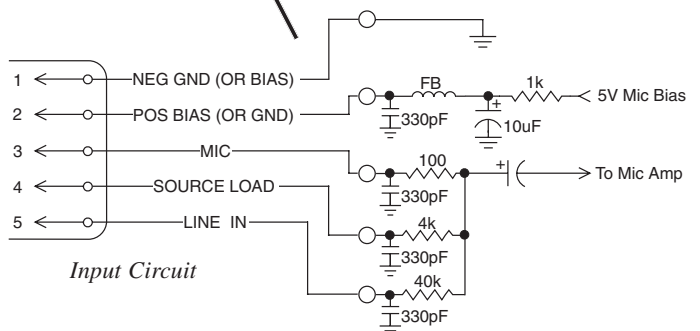 1 NEG GND (OR BIAS)
FB 1k
2 POS BIAS (OR GND) 330pF + 10uF 5V Mic Bias
3 MIC 100 + To Mic Amp
330pF
4 SOURCE LOAD 4k
330pF
5 LINE IN 40k
330pF
Input Circuit